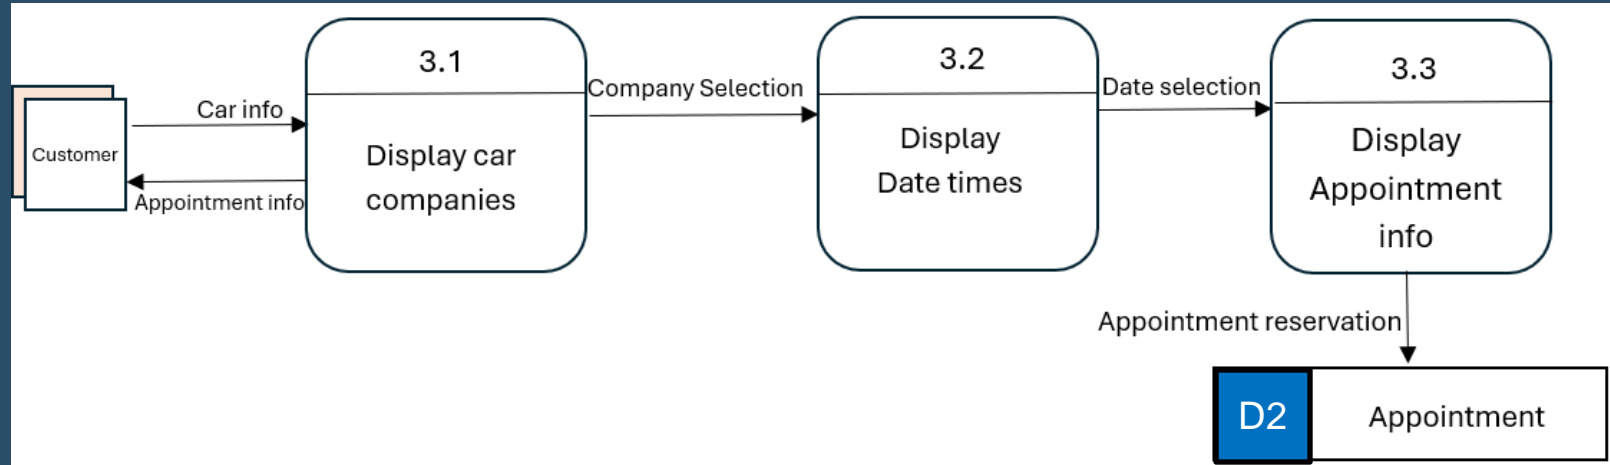 Customer
Car info
Appointment info
3.1
Display car
companies
Company Selection
3.2
Display
Date times
Date selection
3.3
Display
Appointment
info
Appointment reservation
D2
Appointment